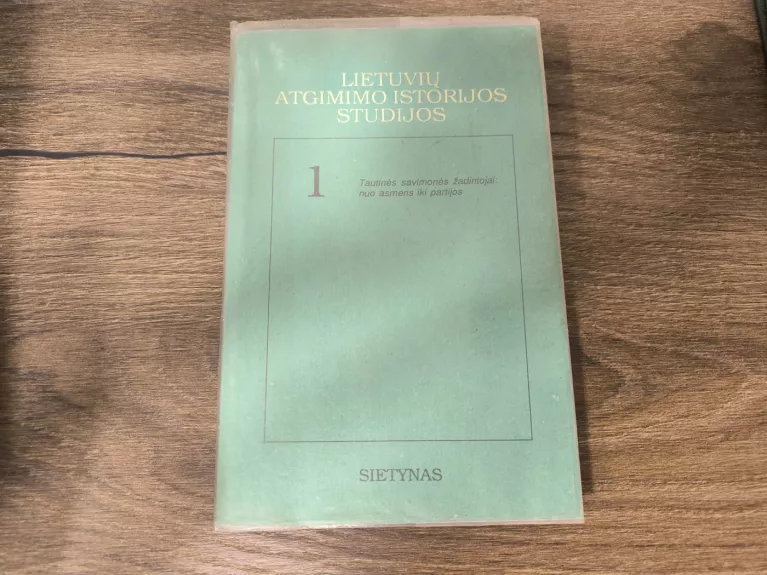 LIETUVIŲ
ATGIMIMO ISTORIJOS
STUDIJOS
1
Tautinės savimonės žadintojai:
nuo asmens iki partijos
SIETYNAS